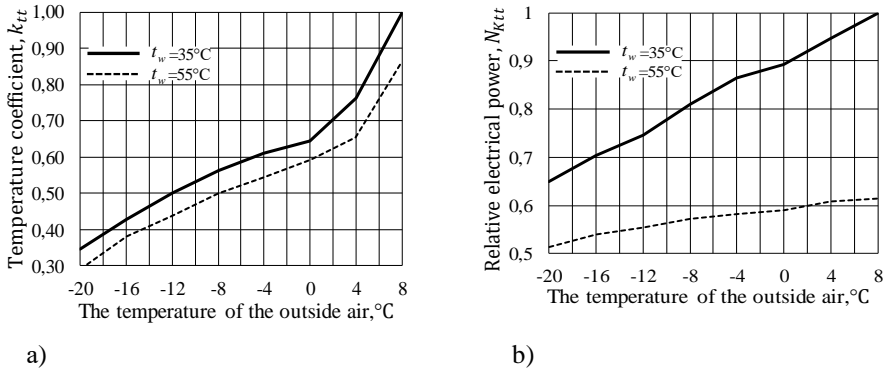 Temperature coefficient, k_tt
1,00
0,90
0,80
0,70
0,60
0,50
0,40
0,30
t_w=35°C
t_w=55°C
-20 -16 -12 -8 -4 0 4 8
The temperature of the outside air,°C
a)
Relative electrical power, N_Ktt
1
0,9
0,8
0,7
0,6
0,5
t_w=35°C
t_w=55°C
-20 -16 -12 -8 -4 0 4 8
The temperature of the outside air,°C
b)